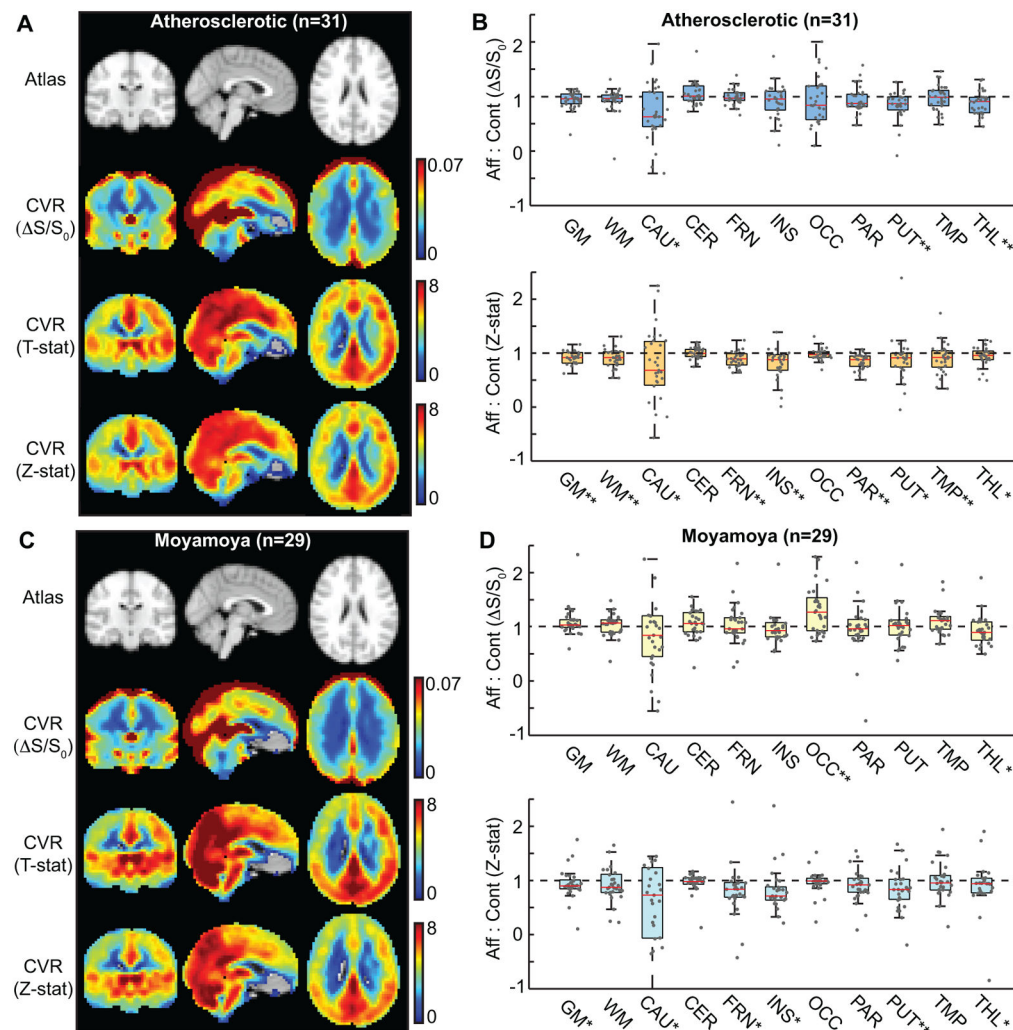 A
Atherosclerotic (n=31)
Atlas
CVR
(ΔS/S0)
0.07
0
CVR
(T-stat)
8
0
CVR
(Z-stat)
8
0
B
Atherosclerotic (n=31)
Aff : Cont (ΔS/S0)
2
1
0
-1
GM WM CAU* CER FRN INS OCC PAR PUT** TMP THL**
Aff : Cont (Z-stat)
2
1
0
-1
GM** WM** CAU* CER FRN** INS** OCC PAR** PUT* TMP** THL*
C
Moyamoya (n=29)
Atlas
CVR
(ΔS/S0)
0.07
0
CVR
(T-stat)
8
0
CVR
(Z-stat)
8
0
D
Moyamoya (n=29)
Aff : Cont (ΔS/S0)
2
1
0
-1
GM WM CAU CER FRN INS OCC** PAR PUT TMP THL*
Aff : Cont (Z-stat)
2
1
0
-1
GM* WM CAU* CER FRN* INS* OCC PAR PUT** TMP THL*